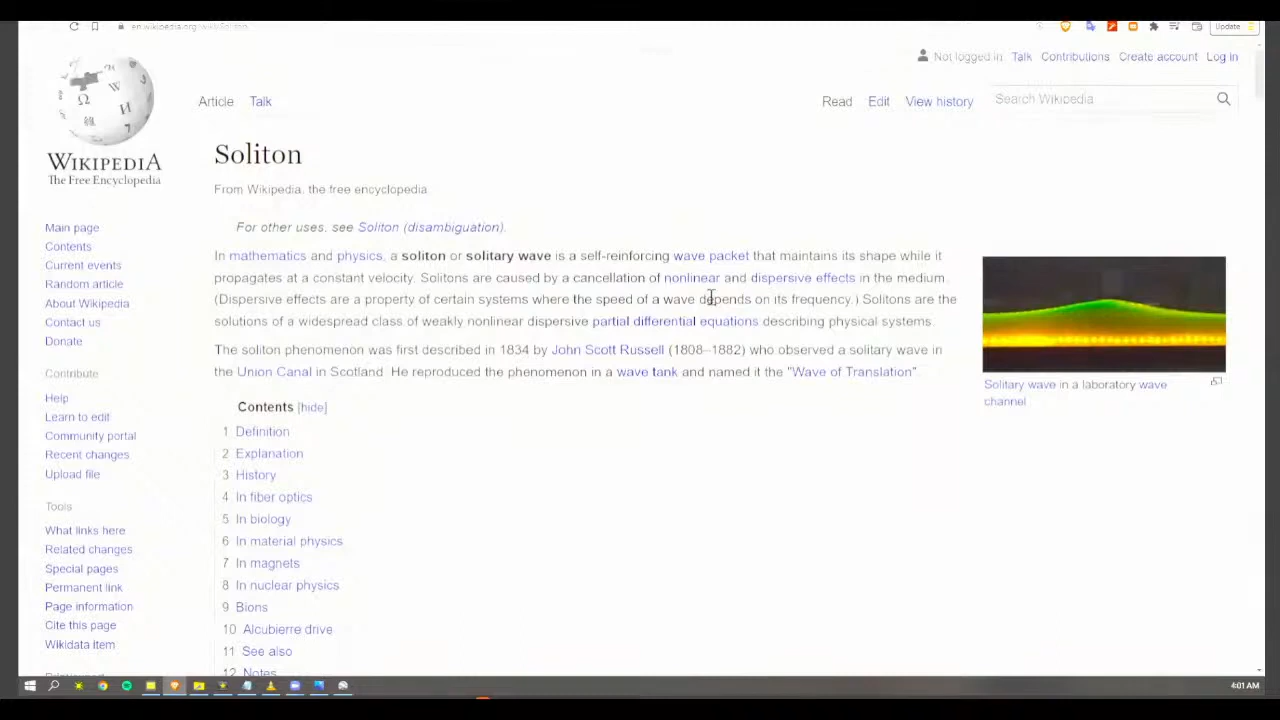 Update
Not logged in Talk Contributions Create account Log in
Article Talk
Read Edit View history
Search Wikipedia
WIKIPEDIA
The Free Encyclopedia
Soliton
From Wikipedia, the free encyclopedia
For other uses, see Soliton (disambiguation).
In mathematics and physics, a soliton or solitary wave is a self-reinforcing wave packet that maintains its shape while it
propagates at a constant velocity. Solitons are caused by a cancellation of nonlinear and dispersive effects in the medium.
(Dispersive effects are a property of certain systems where the speed of a wave depends on its frequency.) Solitons are the
solutions of a widespread class of weakly nonlinear dispersive partial differential equations describing physical systems.
The soliton phenomenon was first described in 1834 by John Scott Russell (1808–1882) who observed a solitary wave in
the Union Canal in Scotland. He reproduced the phenomenon in a wave tank and named it the "Wave of Translation".
Solitary wave in a laboratory wave
channel
Contents [hide]
1 Definition
2 Explanation
3 History
4 In fiber optics
5 In biology
6 In material physics
7 In magnets
8 In nuclear physics
9 Bions
10 Alcubierre drive
11 See also
12 Notes
Main page
Contents
Current events
Random article
About Wikipedia
Contact us
Donate
Contribute
Help
Learn to edit
Community portal
Recent changes
Upload file
Tools
What links here
Related changes
Special pages
Permanent link
Page information
Cite this page
Wikidata item
4:01 AM